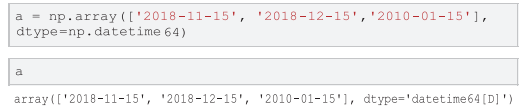 a = np.array(['2018-11-15', '2018-12-15','2010-01-15'],
dtype=np.datetime64)
a
array(['2018-11-15', '2018-12-15', '2010-01-15'], dtype='datetime64[D]')